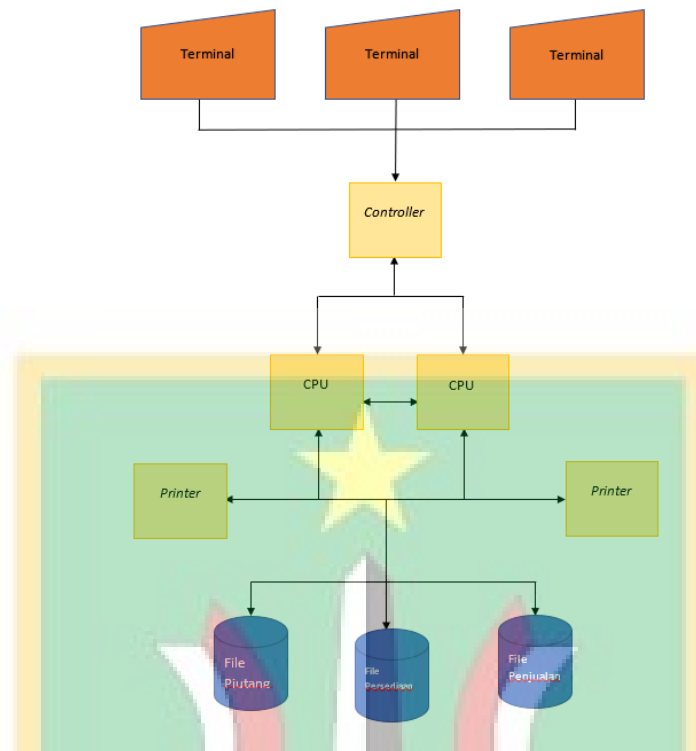 Terminal
Terminal
Terminal
Controller
CPU
CPU
Printer
Printer
File
Piutang
File
Persediaan
File
Penjualan